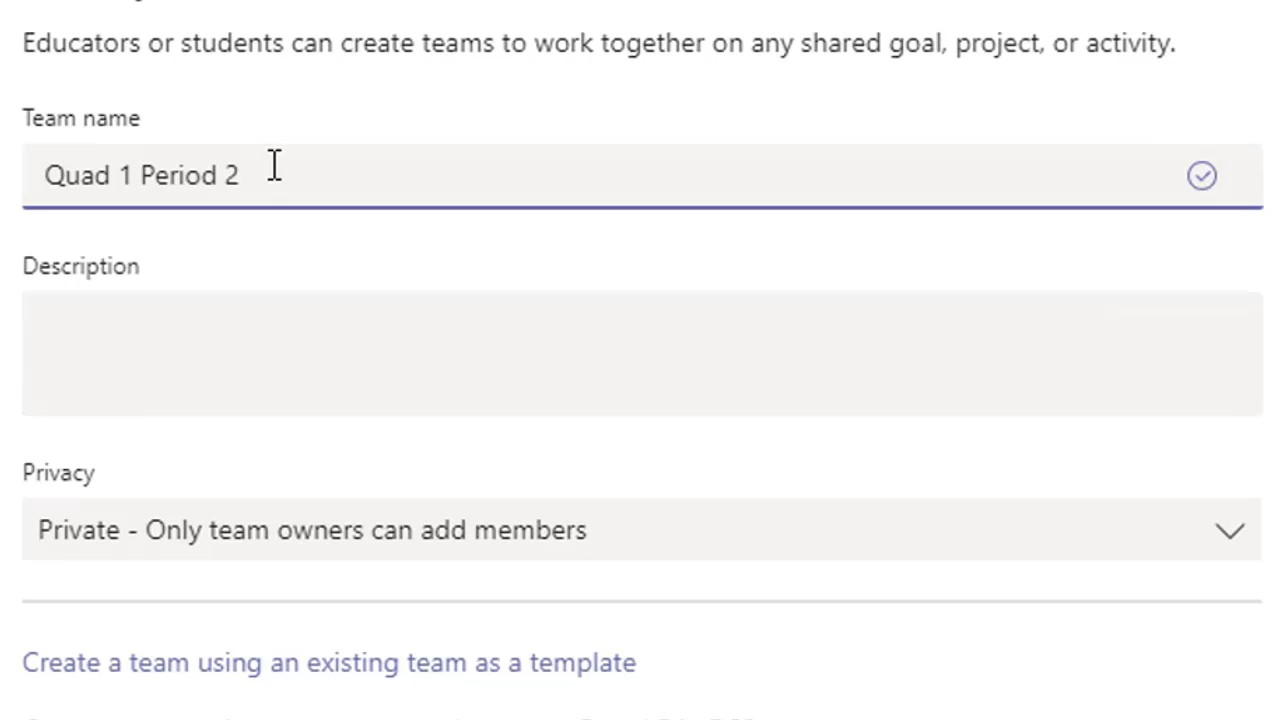 Educators or students can create teams to work together on any shared goal, project, or activity.
Team name
Quad 1 Period 2
Description
Privacy
Private - Only team owners can add members
Create a team using an existing team as a template